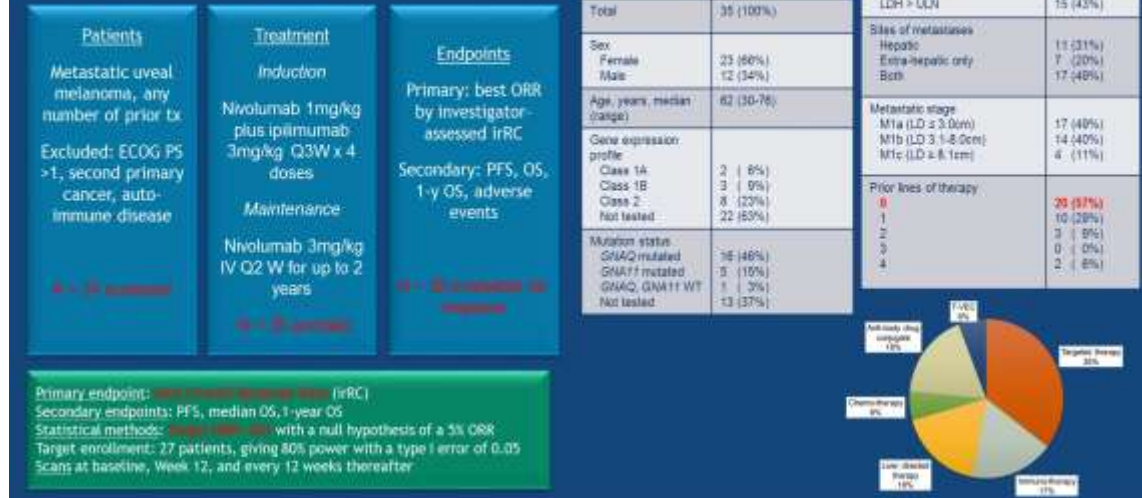 Patients
Metastatic uveal
melanoma, any
number of prior tx
Excluded: ECOG PS
>1, second primary
cancer, auto-
immune disease
Treatment
Induction
Nivolumab 1mg/kg
plus ipilimumab
3mg/kg Q3W x 4
doses
Maintenance
Nivolumab 3mg/kg
IV Q2 W for up to 2
years
Endpoints
Primary: best ORR
by investigator-
assessed irRC
Secondary: PFS, OS,
1-y OS, adverse
events
Primary endpoint: (irRC)
Secondary endpoints: PFS, median OS,1-year OS
Statistical methods: with a null hypothesis of a 5% ORR
Target enrollment: 27 patients, giving 80% power with a type I error of 0.05
Scans at baseline, Week 12, and every 12 weeks thereafter
Total 35 (100%)
Sex
Female 23 (66%)
Male 12 (34%)
Age, years, median 62 (30-76)
(range)
Gene expression
profile
Class 1A 2 ( 6%)
Class 1B 3 ( 9%)
Class 2 8 (23%)
Not tested 22 (63%)
Mutation status
GNAQ mutated 16 (46%)
GNA11 mutated 5
GNAQ, GNA11 WT 1 ( 3%)
Not tested 13 (37%)
LDH > ULN 15 (43%)
Sites of metastases
Hepatic 11 (31%)
Extra-hepatic only 7 (20%)
Both 17 (49%)
Metastatic stage
M1a (LD ≤ 3.0cm) 17 (49%)
M1b (LD 3.1-8.0cm) 14 (40%)
M1c (LD ≥ 8.1cm) 4 (11%)
Prior lines of therapy
0 20 (57%)
1 10 (29%)
2 3 ( 9%)
3 0 ( 0%)
4 2 ( 6%)
T-VEC
Anti-body drug
conjugate
Targeted therapy
Chemotherapy
Liver directed
therapy
Immunotherapy